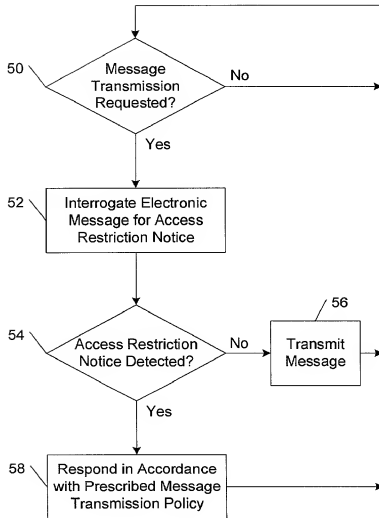 50
Message
Transmission
Requested?
No
Yes
52
Interrogate Electronic
Message for Access
Restriction Notice
56
54
Access Restriction
Notice Detected?
No
Transmit
Message
Yes
58
Respond in Accordance
with Prescribed Message
Transmission Policy